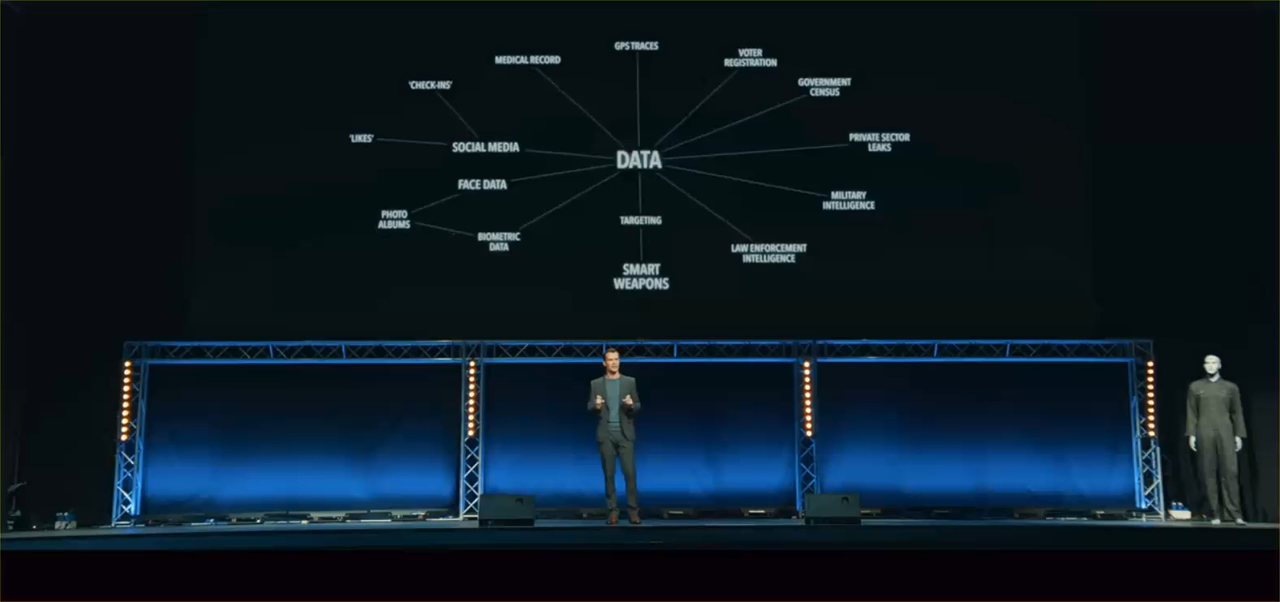 GPS TRACES
MEDICAL RECORD
VOTER
REGISTRATION
'CHECK-INS'
GOVERNMENT
CENSUS
'LIKES'
SOCIAL MEDIA
DATA
PRIVATE SECTOR
LEAKS
FACE DATA
MILITARY
INTELLIGENCE
PHOTO
ALBUMS
TARGETING
BIOMETRIC
DATA
LAW ENFORCEMENT
INTELLIGENCE
SMART
WEAPONS